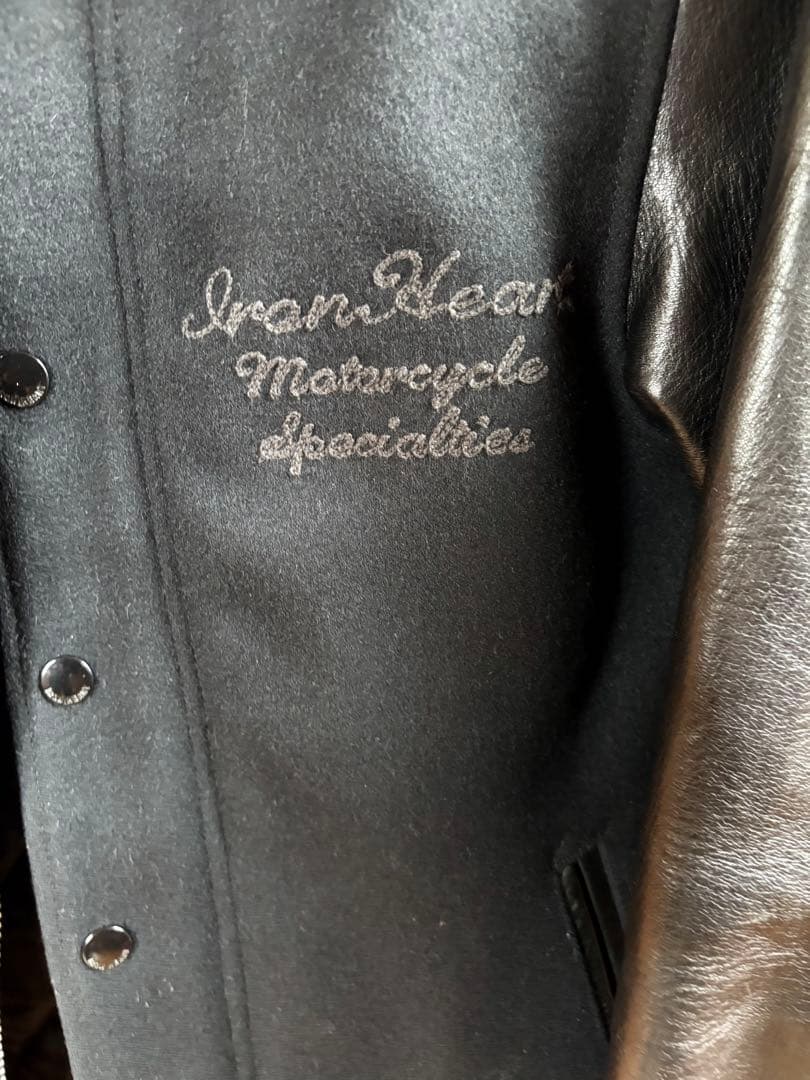 Iron Heart
Motorcycle
Specialties